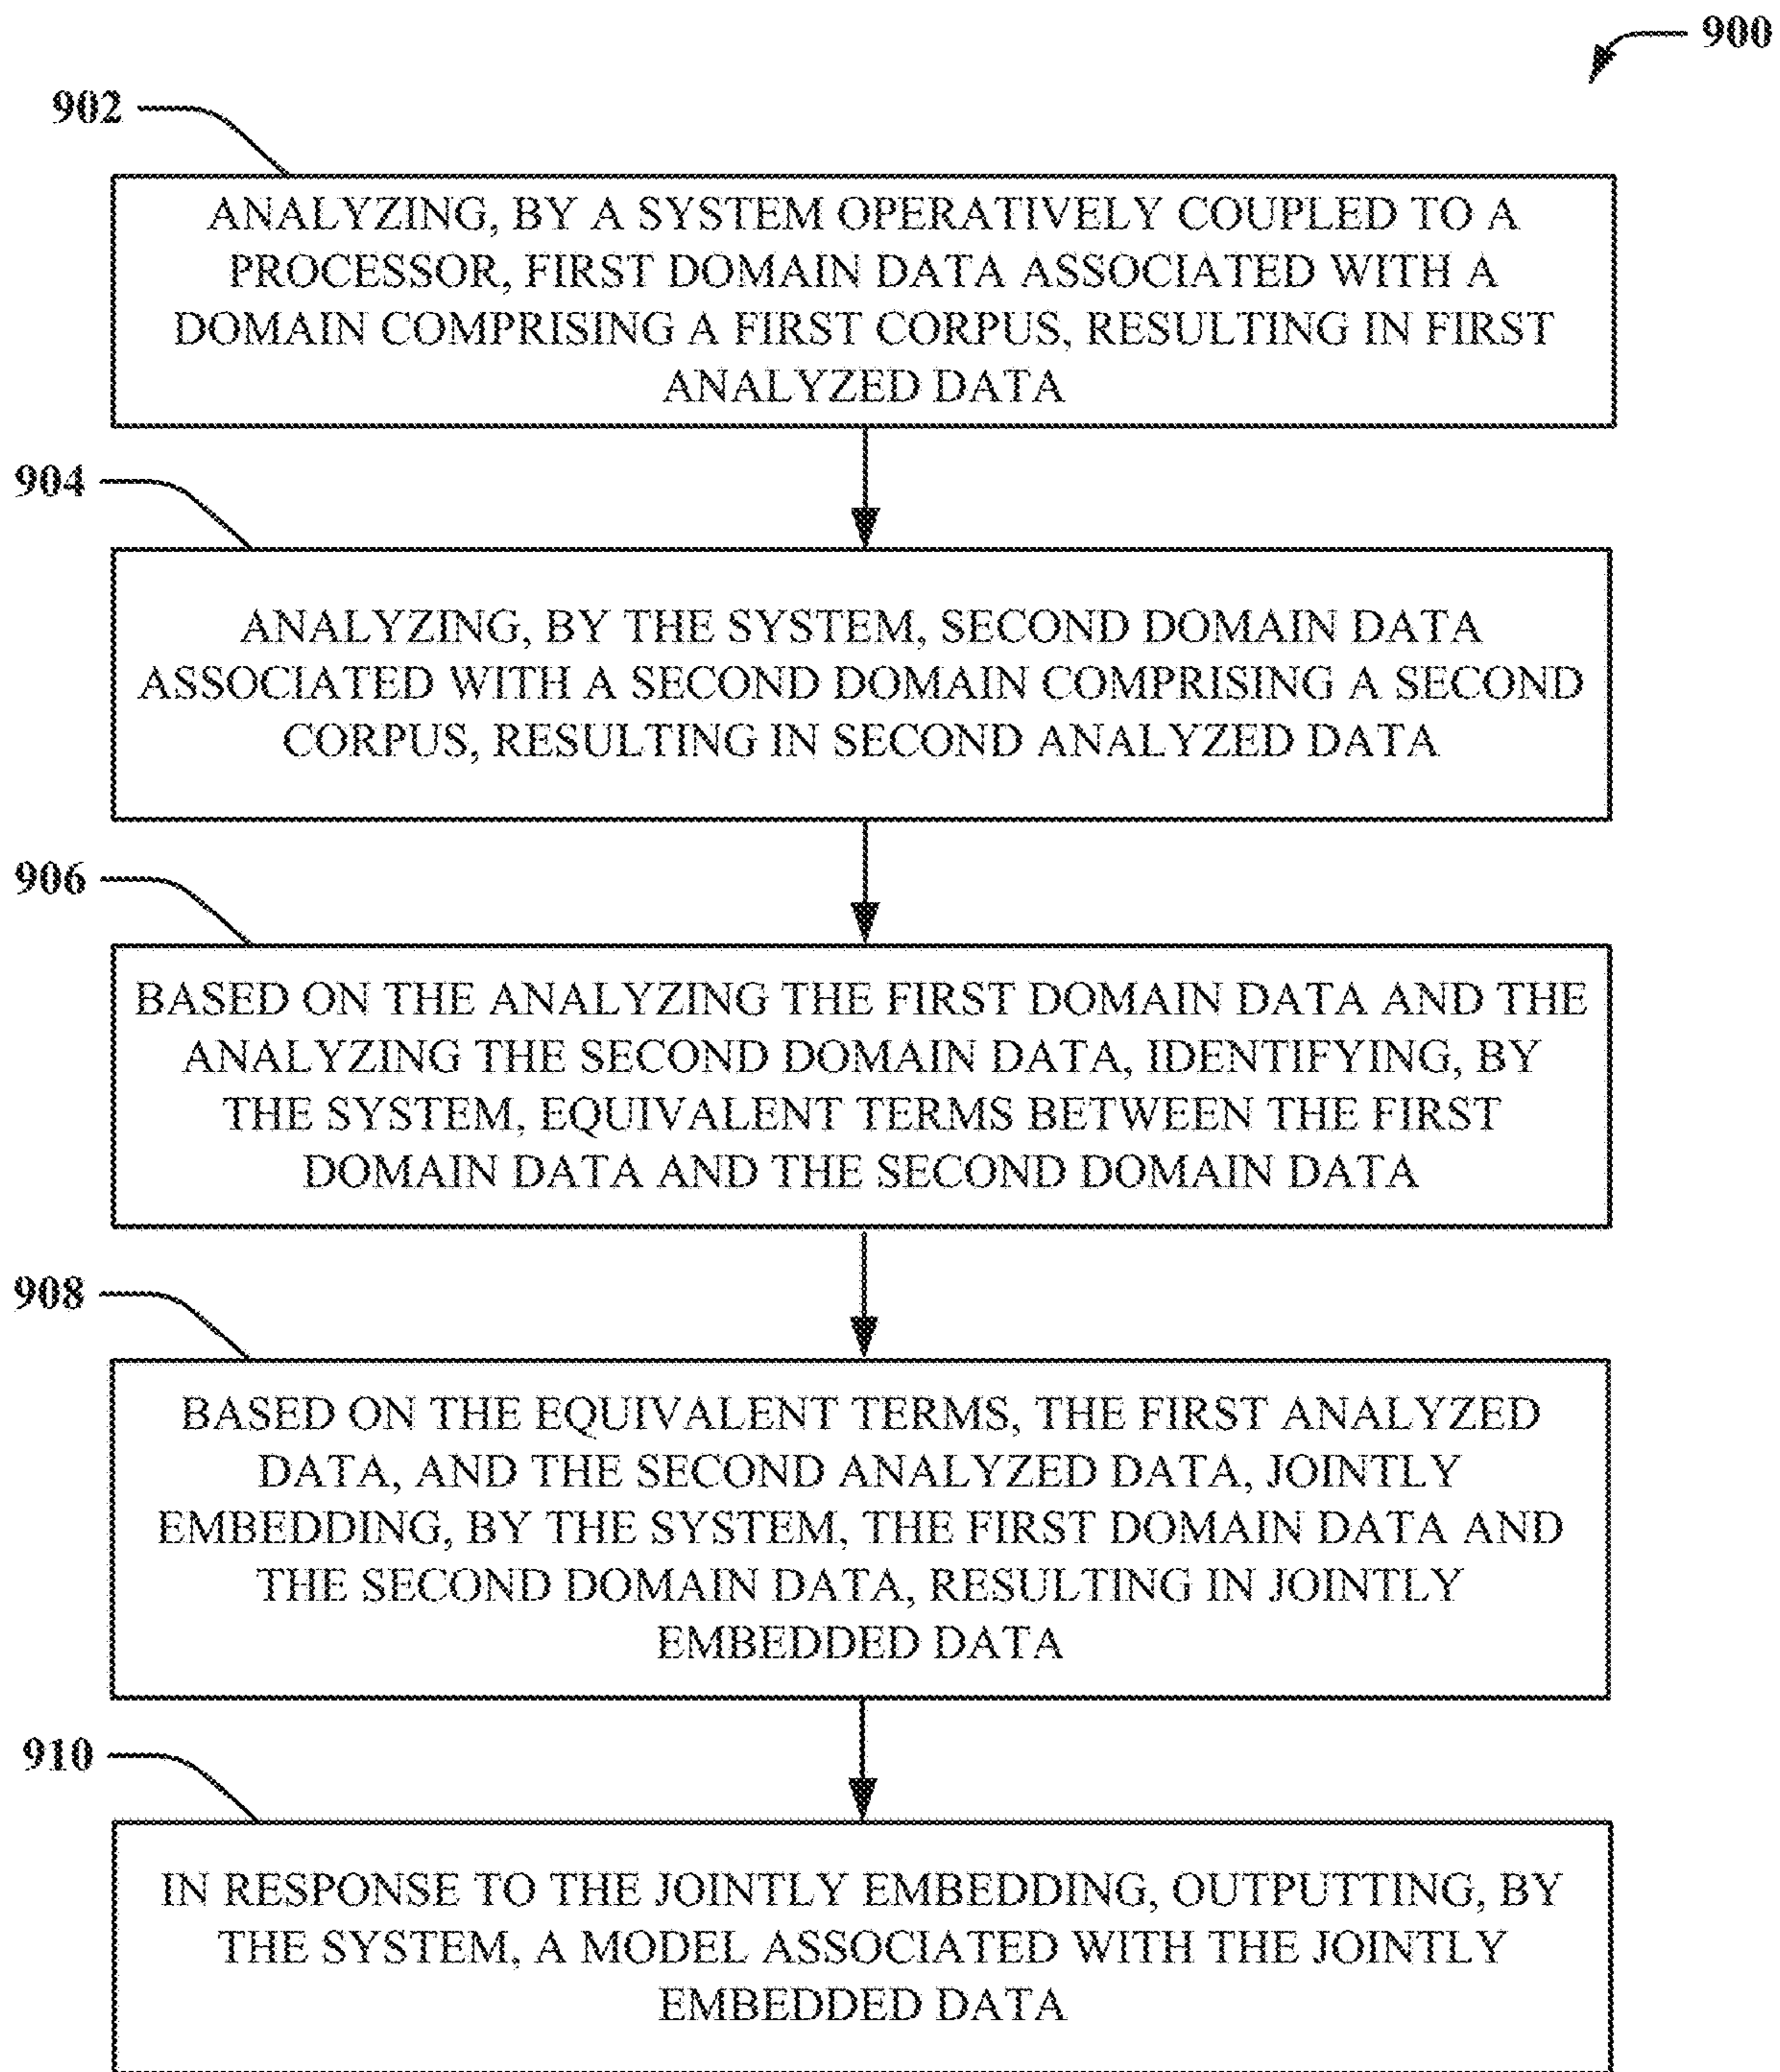 900
902
ANALYZING, BY A SYSTEM OPERATIVELY COUPLED TO A
PROCESSOR, FIRST DOMAIN DATA ASSOCIATED WITH A
DOMAIN COMPRISING A FIRST CORPUS, RESULTING IN FIRST
ANALYZED DATA
904
ANALYZING, BY THE SYSTEM, SECOND DOMAIN DATA
ASSOCIATED WITH A SECOND DOMAIN COMPRISING A SECOND
CORPUS, RESULTING IN SECOND ANALYZED DATA
906
BASED ON THE ANALYZING THE FIRST DOMAIN DATA AND THE
ANALYZING THE SECOND DOMAIN DATA, IDENTIFYING, BY
THE SYSTEM, EQUIVALENT TERMS BETWEEN THE FIRST
DOMAIN DATA AND THE SECOND DOMAIN DATA
908
BASED ON THE EQUIVALENT TERMS, THE FIRST ANALYZED
DATA, AND THE SECOND ANALYZED DATA, JOINTLY
EMBEDDING, BY THE SYSTEM, THE FIRST DOMAIN DATA AND
THE SECOND DOMAIN DATA, RESULTING IN JOINTLY
EMBEDDED DATA
910
IN RESPONSE TO THE JOINTLY EMBEDDING, OUTPUTTING, BY
THE SYSTEM, A MODEL ASSOCIATED WITH THE JOINTLY
EMBEDDED DATA